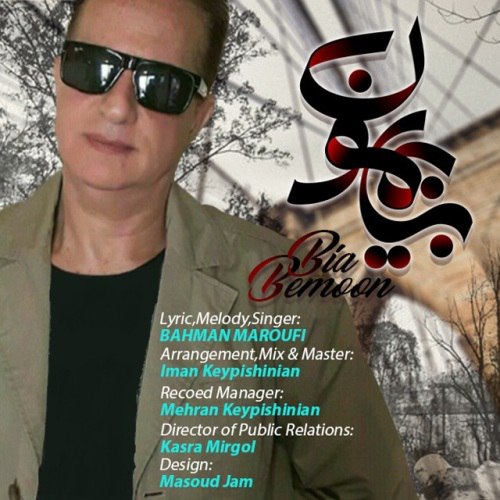 بیا بمون
Bia
Bemoon
Lyric,Melody,Singer:
BAHMAN MAROUFI
Arrangement,Mix & Master:
Iman Keypishinian
Recoed Manager:
Mehran Keypishinian
Director of Public Relations:
Kasra Mirgol
Design:
Masoud Jam